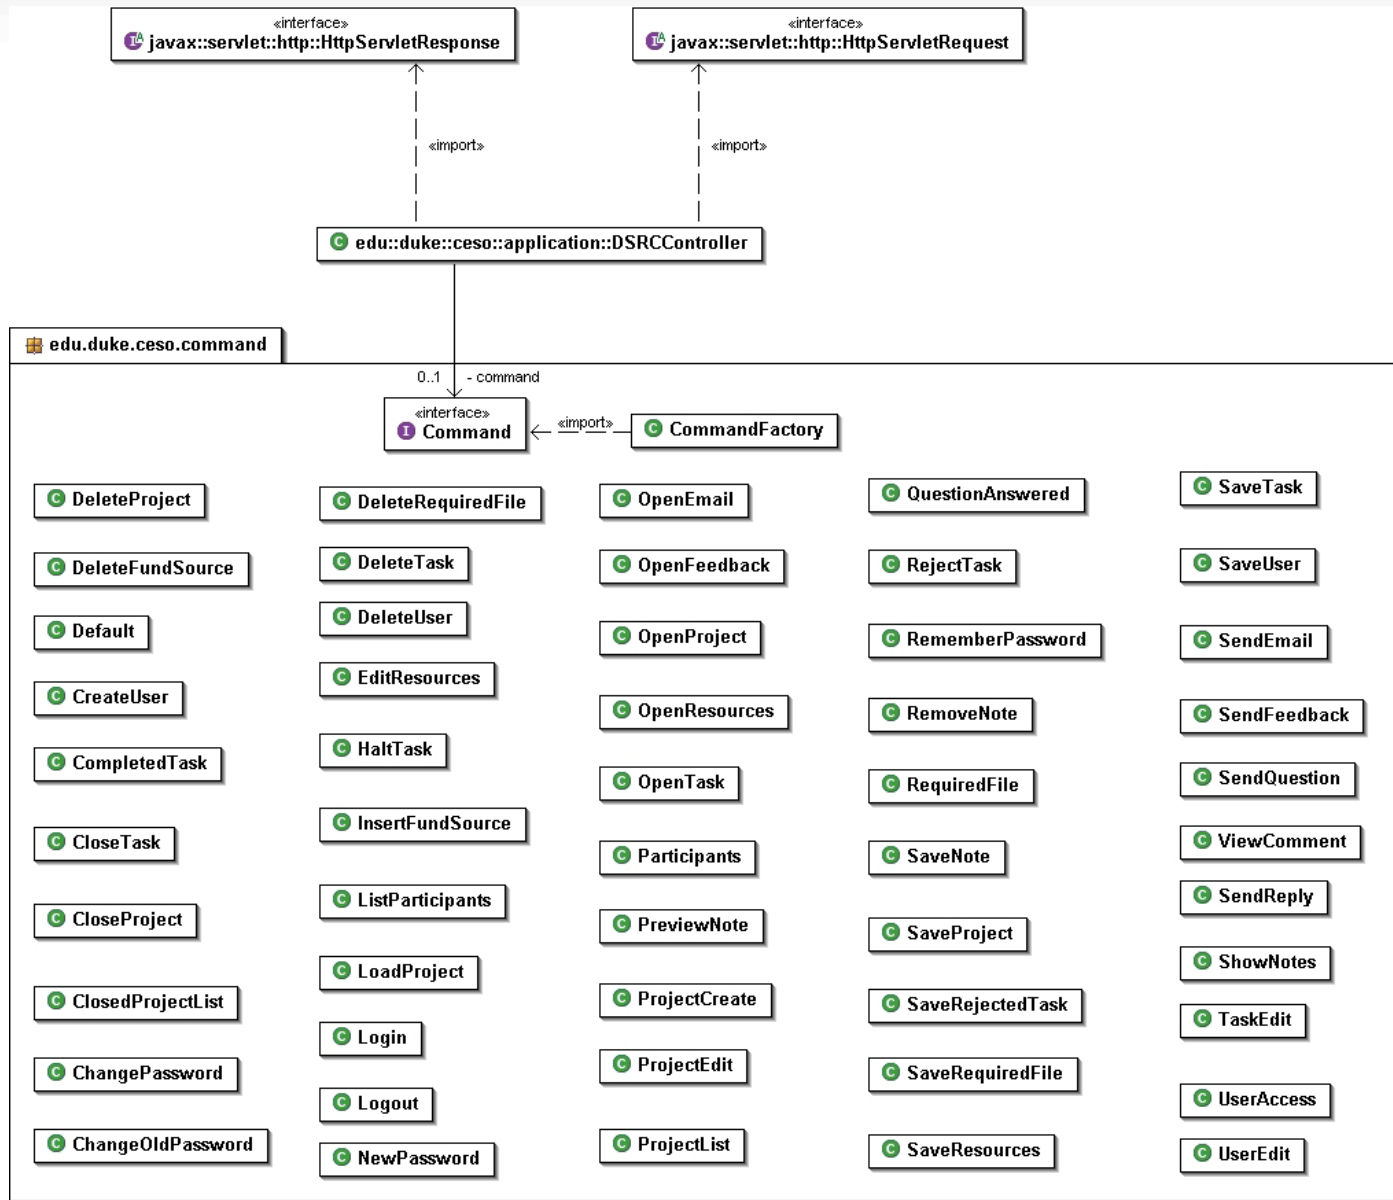 «interface»
javax::servlet::http::HttpServletResponse
«interface»
javax::servlet::http::HttpServletRequest
«import»
«import»
edu::duke::ceso::application::DSRCController
edu.duke.ceso.command
0..1
- command
«interface»
Command
«import»
CommandFactory
DeleteProject
DeleteFundSource
Default
CreateUser
CompletedTask
CloseTask
CloseProject
ClosedProjectList
ChangePassword
ChangeOldPassword
DeleteRequiredFile
DeleteTask
DeleteUser
EditResources
HaltTask
InsertFundSource
ListParticipants
LoadProject
Login
Logout
NewPassword
OpenEmail
OpenFeedback
OpenProject
OpenResources
OpenTask
Participants
PreviewNote
ProjectCreate
ProjectEdit
ProjectList
QuestionAnswered
RejectTask
RememberPassword
RemoveNote
RequiredFile
SaveNote
SaveProject
SaveRejectedTask
SaveRequiredFile
SaveResources
SaveTask
SaveUser
SendEmail
SendFeedback
SendQuestion
ViewComment
SendReply
ShowNotes
TaskEdit
UserAccess
UserEdit